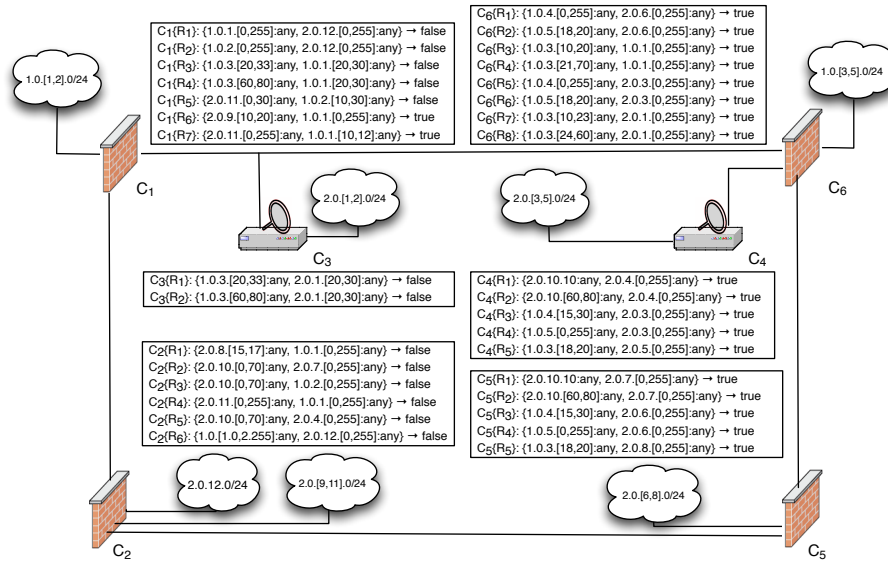 C1{R1}: {1.0.1.[0,255]:any, 2.0.12.[0,255]:any} → false
C1{R2}: {1.0.2.[0,255]:any, 2.0.12.[0,255]:any} → false
C1{R3}: {1.0.3.[20,33]:any, 1.0.1.[20,30]:any} → false
C1{R4}: {1.0.3.[60,80]:any, 1.0.1.[20,30]:any} → false
C1{R5}: {2.0.11.[0,30]:any, 1.0.2.[10,30]:any} → false
C1{R6}: {2.0.9.[10,20]:any, 1.0.1.[0,255]:any} → true
C1{R7}: {2.0.11.[0,255]:any, 1.0.1.[10,12]:any} → true
C6{R1}: {1.0.4.[0,255]:any, 2.0.6.[0,255]:any} → true
C6{R2}: {1.0.5.[18,20]:any, 2.0.6.[0,255]:any} → true
C6{R3}: {1.0.3.[10,20]:any, 1.0.1.[0,255]:any} → true
C6{R4}: {1.0.3.[21,70]:any, 1.0.1.[0,255]:any} → true
C6{R5}: {1.0.4.[0,255]:any, 2.0.3.[0,255]:any} → true
C6{R6}: {1.0.5.[18,20]:any, 2.0.3.[0,255]:any} → true
C6{R7}: {1.0.3.[10,23]:any, 2.0.1.[0,255]:any} → true
C6{R8}: {1.0.3.[24,60]:any, 2.0.1.[0,255]:any} → true
1.0.[1,2].0/24
1.0.[3,5].0/24
C1
C6
2.0.[1,2].0/24
2.0.[3,5].0/24
C3
C4
C3{R1}: {1.0.3.[20,33]:any, 2.0.1.[20,30]:any} → false
C3{R2}: {1.0.3.[60,80]:any, 2.0.1.[20,30]:any} → false
C4{R1}: {2.0.10.10:any, 2.0.4.[0,255]:any} → true
C4{R2}: {2.0.10.[60,80]:any, 2.0.4.[0,255]:any} → true
C4{R3}: {1.0.4.[15,30]:any, 2.0.3.[0,255]:any} → true
C4{R4}: {1.0.5.[0,255]:any, 2.0.3.[0,255]:any} → true
C4{R5}: {1.0.3.[18,20]:any, 2.0.5.[0,255]:any} → true
C2{R1}: {2.0.8.[15,17]:any, 1.0.1.[0,255]:any} → false
C2{R2}: {2.0.10.[0,70]:any, 2.0.7.[0,255]:any} → false
C2{R3}: {2.0.10.[0,70]:any, 1.0.2.[0,255]:any} → false
C2{R4}: {2.0.11.[0,255]:any, 1.0.1.[0,255]:any} → false
C2{R5}: {2.0.10.[0,70]:any, 2.0.4.[0,255]:any} → false
C2{R6}: {1.0.[1.0,2.255]:any, 2.0.12.[0,255]:any} → false
C5{R1}: {2.0.10.10:any, 2.0.7.[0,255]:any} → true
C5{R2}: {2.0.10.[60,80]:any, 2.0.7.[0,255]:any} → true
C5{R3}: {1.0.4.[15,30]:any, 2.0.6.[0,255]:any} → true
C5{R4}: {1.0.5.[0,255]:any, 2.0.6.[0,255]:any} → true
C5{R5}: {1.0.3.[18,20]:any, 2.0.8.[0,255]:any} → true
2.0.12.0/24
2.0.[9,11].0/24
2.0.[6,8].0/24
C2
C5